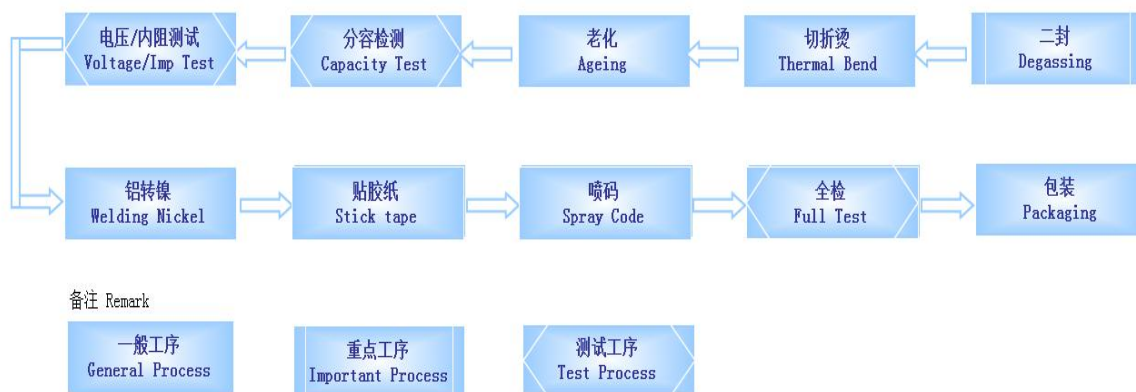 电压/内阻测试
Voltage/Imp Test
分容检测
Capacity Test
老化
Ageing
切折烫
Thermal Bend
二封
Degassing
铝转镍
Welding Nickel
贴胶纸
Stick tape
喷码
Spray Code
全检
Full Test
包装
Packaging
备注 Remark
一般工序
General Process
重点工序
Important Process
测试工序
Test Process